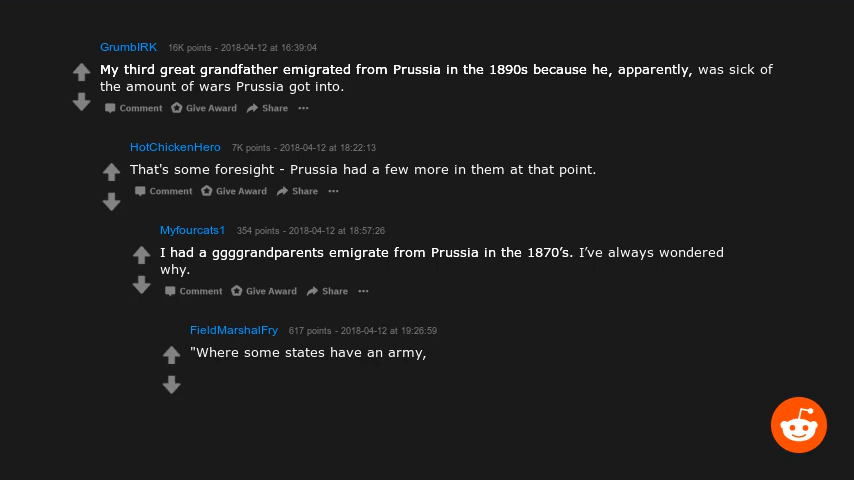 GrumbIRK 16K points - 2018-04-12 at 16:39:04
My third great grandfather emigrated from Prussia in the 1890s because he, apparently, was sick of
the amount of wars Prussia got into.
Comment Give Award Share ···
HotChickenHero 7K points - 2018-04-12 at 18:22:13
That's some foresight - Prussia had a few more in them at that point.
Comment Give Award Share ···
Myfourcats1 354 points - 2018-04-12 at 18:57:26
I had a ggggrandparents emigrate from Prussia in the 1870’s. I’ve always wondered
why.
Comment Give Award Share ···
FieldMarshalFry 617 points - 2018-04-12 at 19:26:59
"Where some states have an army,